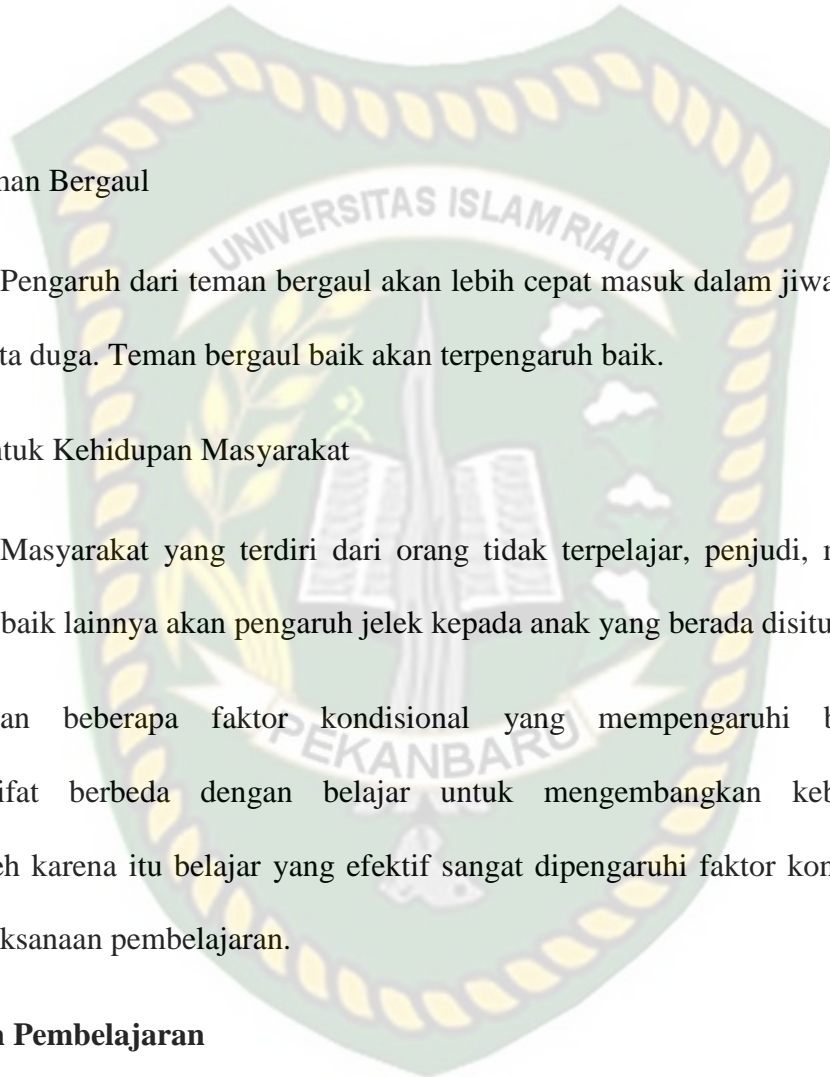 UNIVERSITAS ISLAM RIAU
man Bergaul
Pengaruh dari teman bergaul akan lebih cepat masuk dalam jiwa
ta duga. Teman bergaul baik akan terpengaruh baik.
tuk Kehidupan Masyarakat
Masyarakat yang terdiri dari orang tidak terpelajar, penjudi,
baik lainnya akan pengaruh jelek kepada anak yang berada disitu
an beberapa faktor kondisional yang mempengaruhi
ifat berbeda dengan belajar untuk mengembangkan keb
eh karena itu belajar yang efektif sangat dipengaruhi faktor kon
PEKANBARU
ksanaan pembelajaran.
Pembelajaran